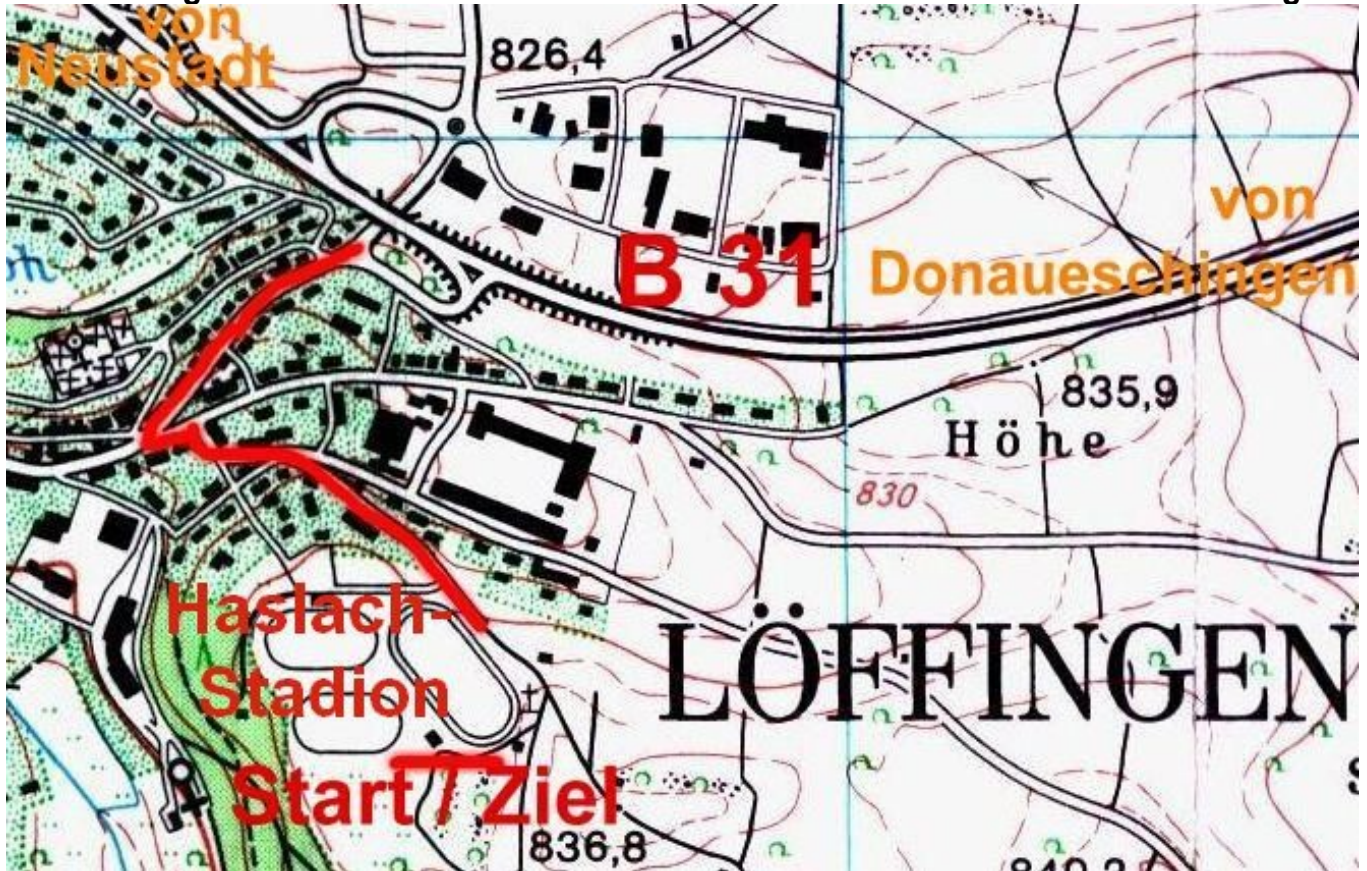 von
Neustadt
826,4
von
B 31
Donaueschingen
835,9
Höhe
830
Haslach-
Stadion
LÖFFINGEN
Start / Ziel
836,8